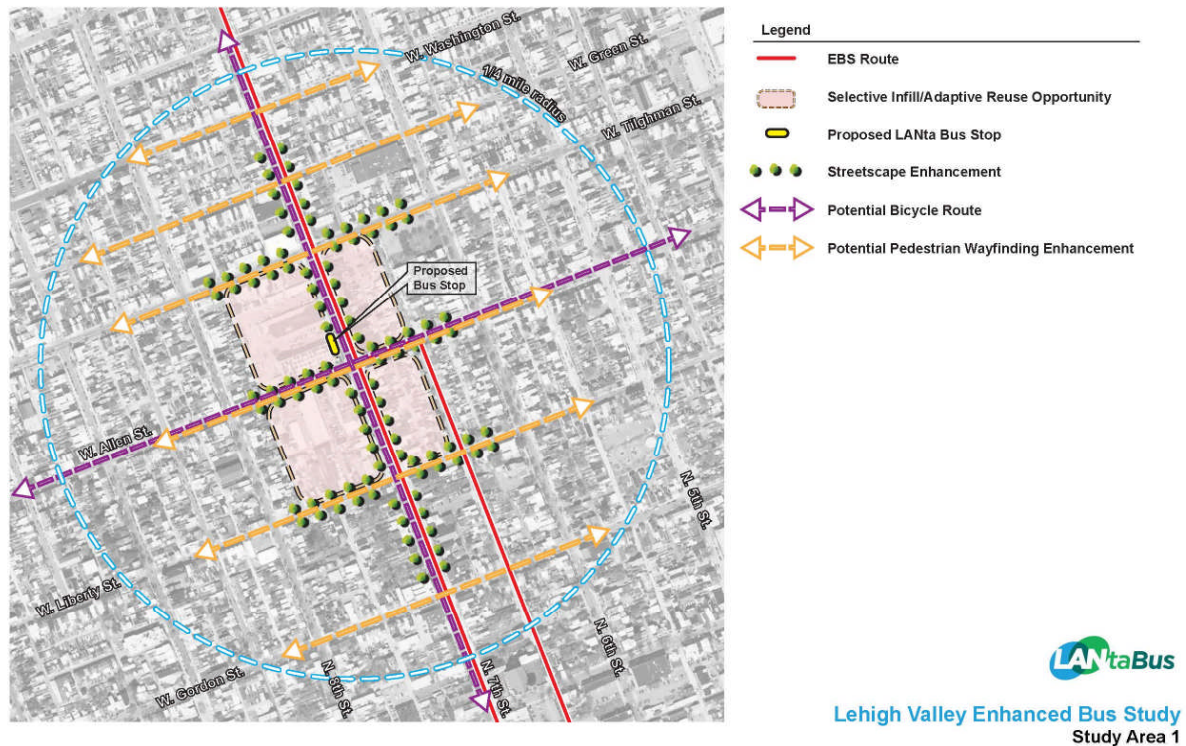 W. Washington St.
W. Green St.
1/4 mile radius
W. Tilghman St.
Proposed
Bus Stop
W. Allen St.
N. 5th St.
W. Liberty St.
N. 6th St.
N. 8th St.
N. 7th St.
W. Gordon St.
Legend
EBS Route
Selective Infill/Adaptive Reuse Opportunity
Proposed LANta Bus Stop
Streetscape Enhancement
Potential Bicycle Route
Potential Pedestrian Wayfinding Enhancement
LANtaBus
Lehigh Valley Enhanced Bus Study
Study Area 1